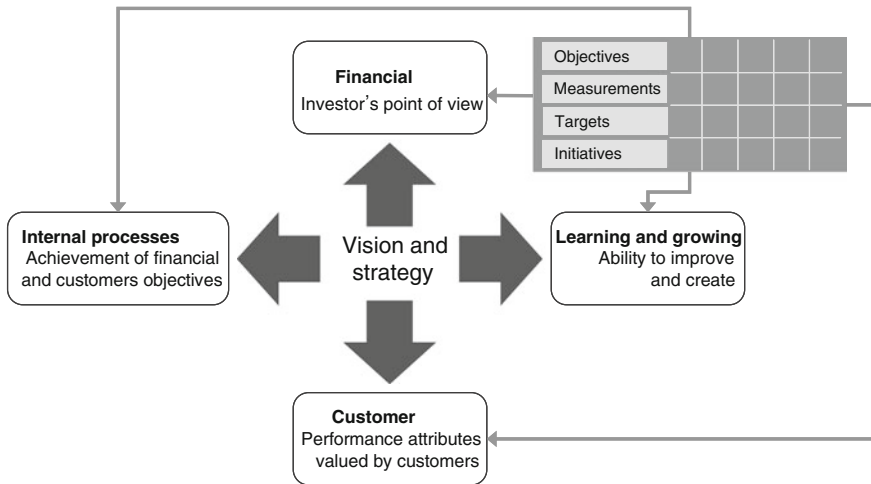 Financial
Investor's point of view
Objectives
Measurements
Targets
Initiatives
Internal processes
Achievement of financial
and customers objectives
Vision and
strategy
Learning and growing
Ability to improve
and create
Customer
Performance attributes
valued by customers